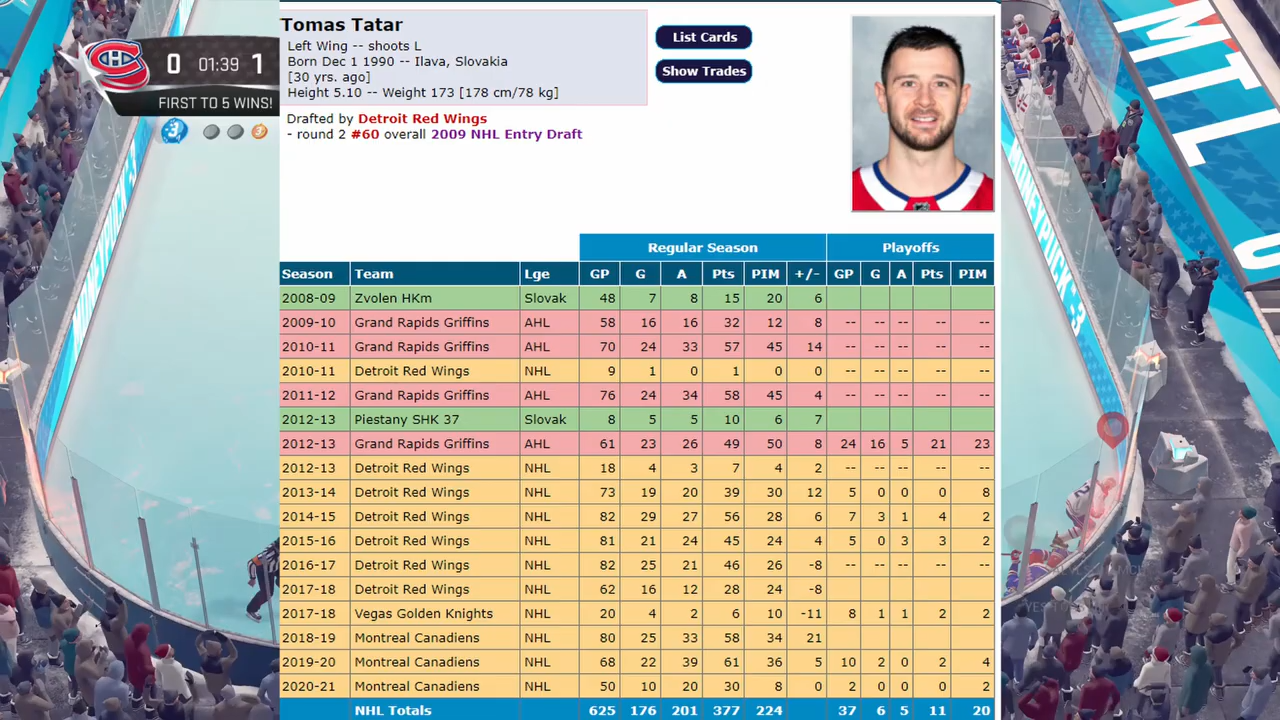 Tomas Tatar
Left Wing -- shoots L
Born Dec 1 1990 -- Ilava, Slovakia
[30 yrs. ago]
Height 5.10 -- Weight 173 [178 cm/78 kg]
Drafted by Detroit Red Wings
- round 2 #60 overall 2009 NHL Entry Draft
List Cards
Show Trades
0 01:39 1
FIRST TO 5 WINS!
3 3
MTL
MONEYPUCK -3
Regular Season Playoffs
Season Team Lge GP G A Pts PIM +/- GP G A Pts PIM
2008-09 Zvolen HKm Slovak 48 7 8 15 20 6
2009-10 Grand Rapids Griffins AHL 58 16 16 32 12 8 -- -- -- -- --
2010-11 Grand Rapids Griffins AHL 70 24 33 57 45 14 -- -- -- -- --
2010-11 Detroit Red Wings NHL 9 1 0 1 0 0 -- -- -- -- --
2011-12 Grand Rapids Griffins AHL 76 24 34 58 45 4 -- -- -- -- --
2012-13 Piestany SHK 37 Slovak 8 5 5 10 6 7
2012-13 Grand Rapids Griffins AHL 61 23 26 49 50 8 24 16 5 21 23
2012-13 Detroit Red Wings NHL 18 4 3 7 4 2 -- -- -- -- --
2013-14 Detroit Red Wings NHL 73 19 20 39 30 12 5 0 0 0 8
2014-15 Detroit Red Wings NHL 82 29 27 56 28 6 7 3 1 4 2
2015-16 Detroit Red Wings NHL 81 21 24 45 24 4 5 0 3 3 2
2016-17 Detroit Red Wings NHL 82 25 21 46 26 -8 -- -- -- -- --
2017-18 Detroit Red Wings NHL 62 16 12 28 24 -8
2017-18 Vegas Golden Knights NHL 20 4 2 6 10 -11 8 1 1 2 2
2018-19 Montreal Canadiens NHL 80 25 33 58 34 21
2019-20 Montreal Canadiens NHL 68 22 39 61 36 5 10 2 0 2 4
2020-21 Montreal Canadiens NHL 50 10 20 30 8 0 2 0 0 0 2
NHL Totals 625 176 201 377 224 37 6 5 11 20